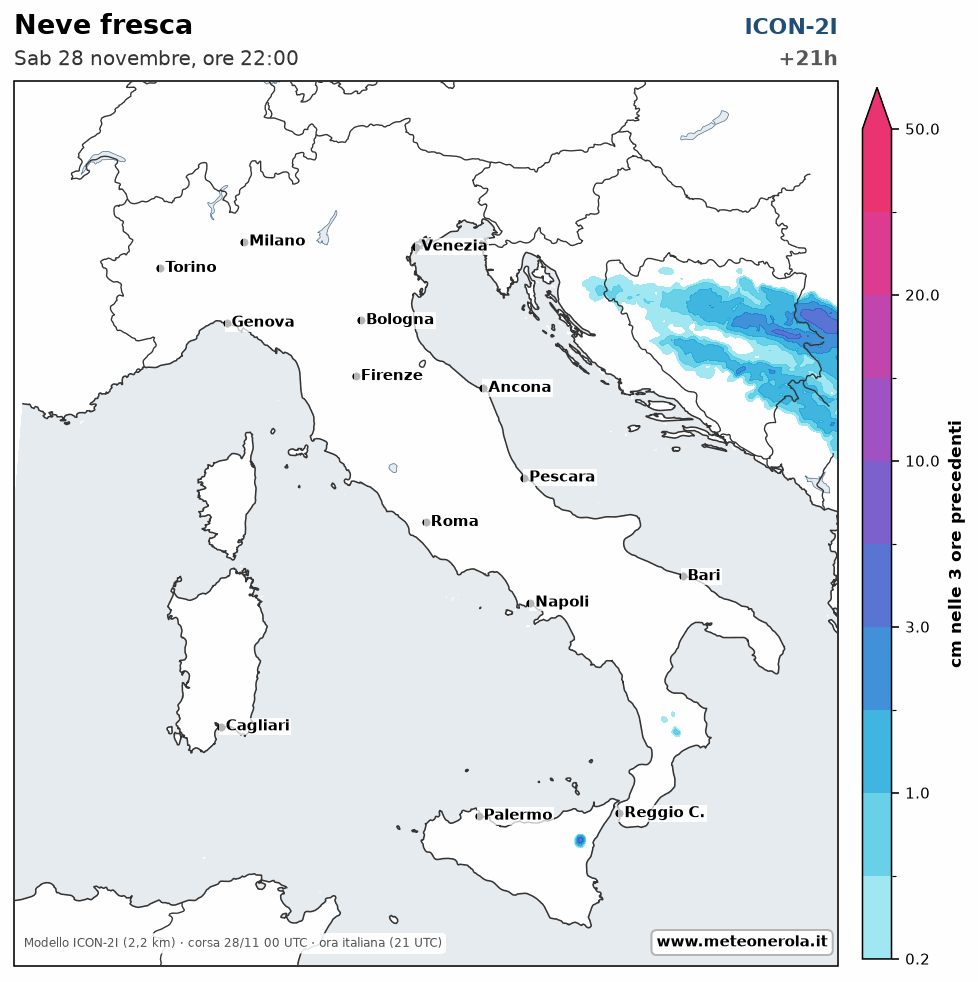 Neve fresca
ICON-2I
Sab 28 novembre, ore 22:00
+21h
50.0
20.0
10.0
3.0
1.0
0.2
cm nelle 3 ore precedenti
Milano
Venezia
Torino
Genova
Bologna
Firenze
Ancona
Pescara
Roma
Bari
Napoli
Cagliari
Palermo
Reggio C.
Modello ICON-2I (2,2 km) · corsa 28/11 00 UTC · ora italiana (21 UTC)
www.meteonerola.it